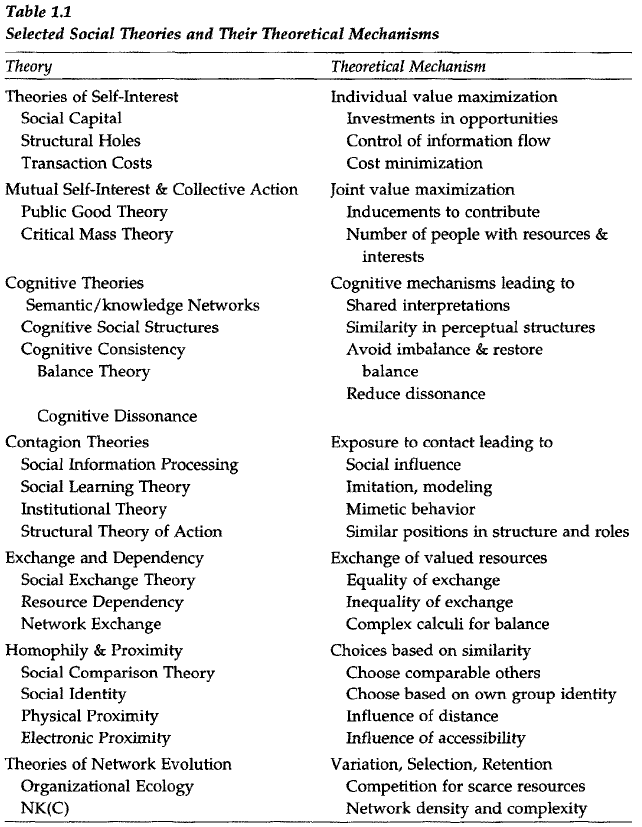 Table 1.1
Selected Social Theories and Their Theoretical Mechanisms
Theory Theoretical Mechanism
Theories of Self-Interest Individual value maximization
Social Capital Investments in opportunities
Structural Holes Control of information flow
Transaction Costs Cost minimization
Mutual Self-Interest & Collective Action Joint value maximization
Public Good Theory Inducements to contribute
Critical Mass Theory Number of people with resources &
interests
Cognitive Theories Cognitive mechanisms leading to
Semantic/knowledge Networks Shared interpretations
Cognitive Social Structures Similarity in perceptual structures
Cognitive Consistency Avoid imbalance & restore
Balance Theory balance
Reduce dissonance
Cognitive Dissonance
Contagion Theories Exposure to contact leading to
Social Information Processing Social influence
Social Learning Theory Imitation, modeling
Institutional Theory Mimetic behavior
Structural Theory of Action Similar positions in structure and roles
Exchange and Dependency Exchange of valued resources
Social Exchange Theory Equality of exchange
Resource Dependency Inequality of exchange
Network Exchange Complex calculi for balance
Homophily & Proximity Choices based on similarity
Social Comparison Theory Choose comparable others
Social Identity Choose based on own group identity
Physical Proximity Influence of distance
Electronic Proximity Influence of accessibility
Theories of Network Evolution Variation, Selection, Retention
Organizational Ecology Competition for scarce resources
NK(C) Network density and complexity